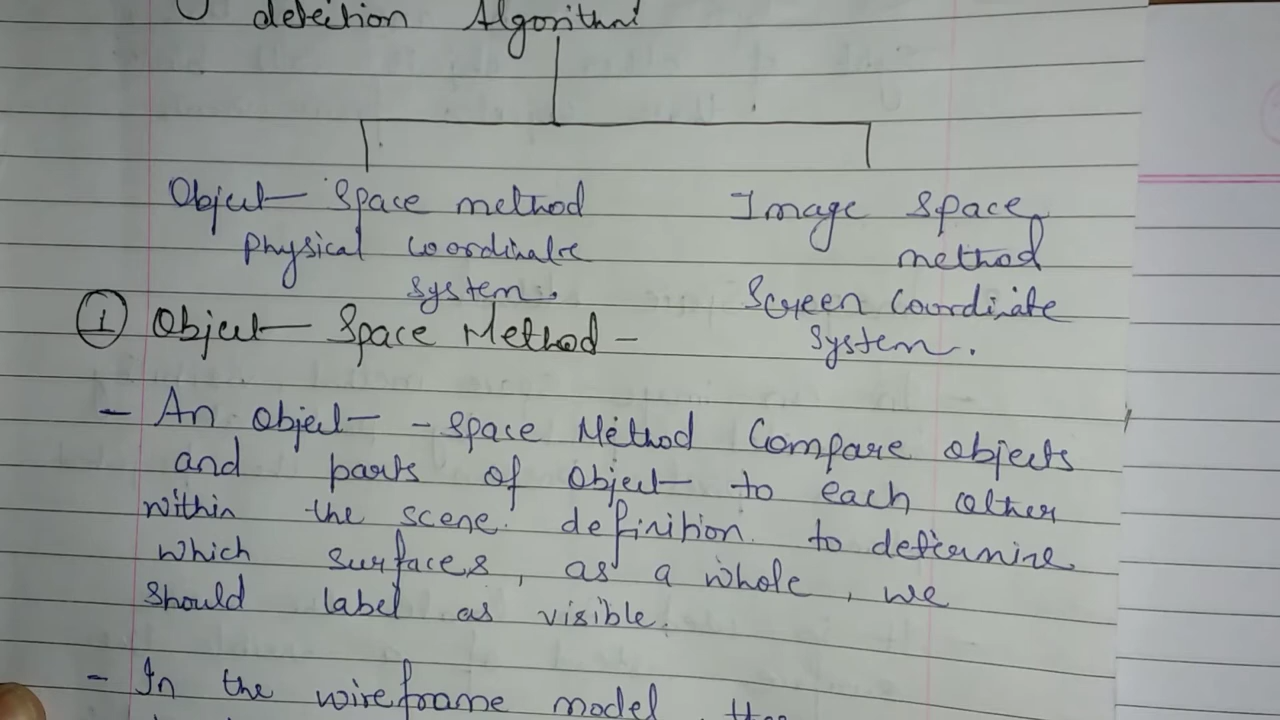 detection Algorithm
Object Space method
physical coordinate
system.
Image Space
method
Screen Coordinate
system.
① Object Space Method -
- An Object - Space Method Compare objects
and parts of object to each other
within the scene definition to determine
which surfaces, as a whole, we
should label as visible.
- In the wireframe model